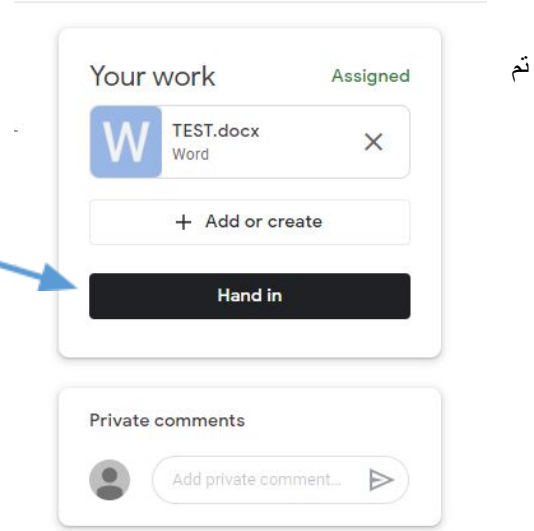 تم
Your work Assigned
W TEST.docx
Word
+ Add or create
Hand in
Private comments
Add private comment...